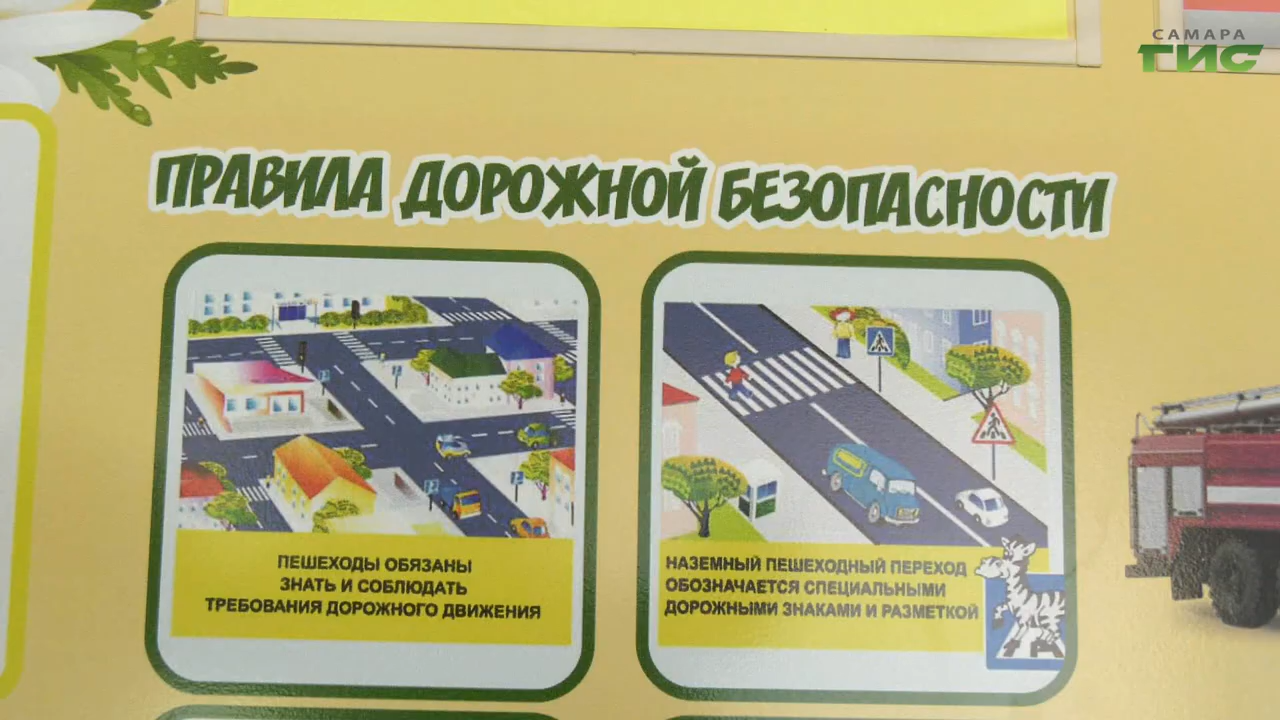 САМАРА
ГИС
ПРАВИЛА ДОРОЖНОЙ БЕЗОПАСНОСТИ
ПЕШЕХОДЫ ОБЯЗАНЫ
ЗНАТЬ И СОБЛЮДАТЬ
ТРЕБОВАНИЯ ДОРОЖНОГО ДВИЖЕНИЯ
НАЗЕМНЫЙ ПЕШЕХОДНЫЙ ПЕРЕХОД
ОБОЗНАЧАЕТСЯ СПЕЦИАЛЬНЫМИ
ДОРОЖНЫМИ ЗНАКАМИ И РАЗМЕТКОЙ